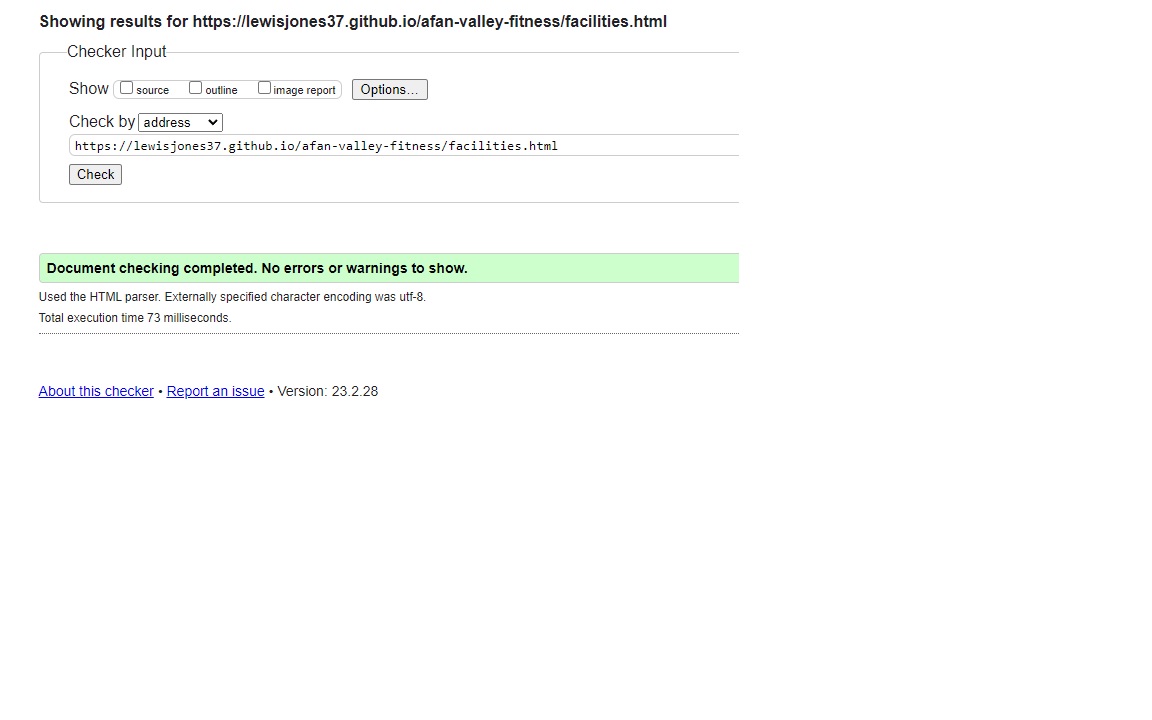 Showing results for https://lewisjones37.github.io/afan-valley-fitness/facilities.html
Checker Input
Show source outline image report Options...
Check by address
https://lewisjones37.github.io/afan-valley-fitness/facilities.html
Check
Document checking completed. No errors or warnings to show.
Used the HTML parser. Externally specified character encoding was utf-8.
Total execution time 73 milliseconds.
About this checker • Report an issue • Version: 23.2.28